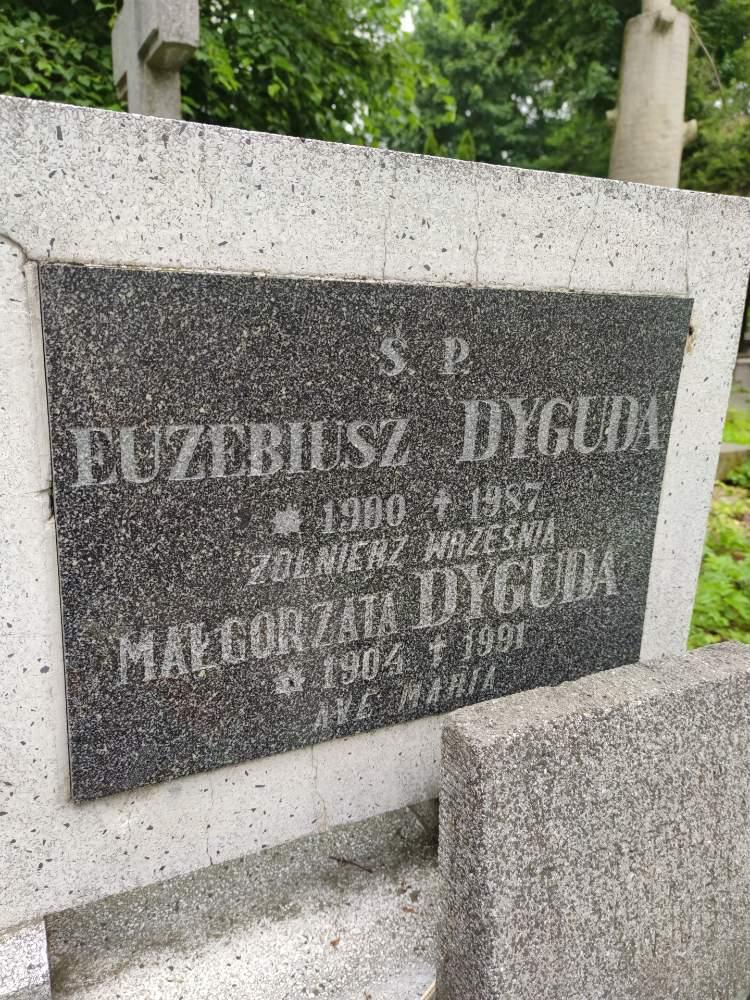 Ś. P.
EUZEBIUSZ DYGUDA
* 1900 † 1987
ŻOŁNIERZ WRZEŚNIA
MAŁGORZATA DYGUDA
* 1904 † 1991
AVE MARIA